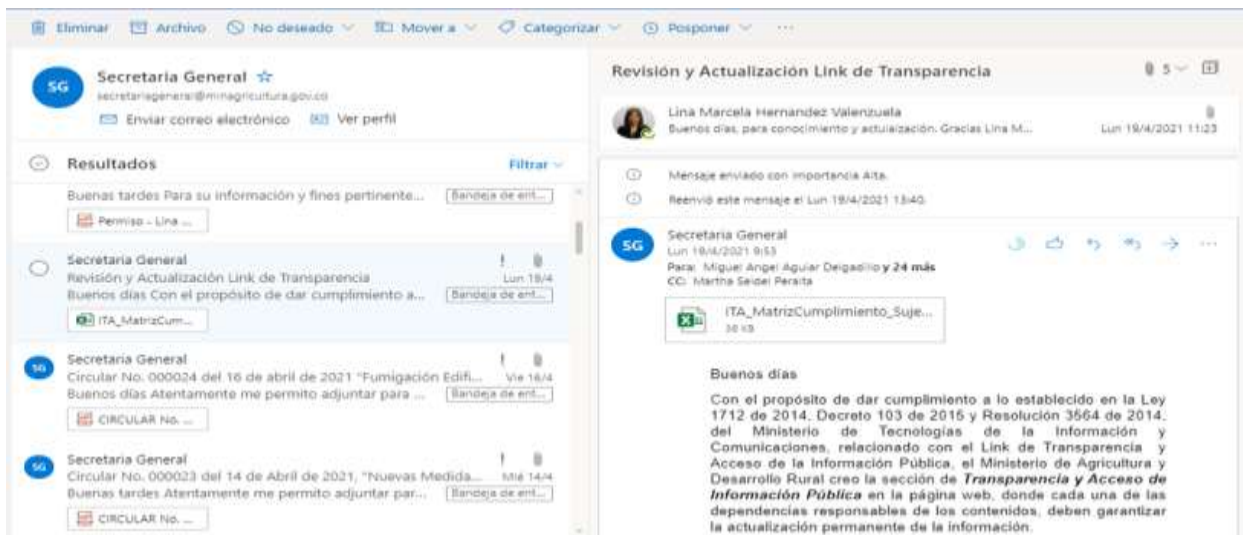 Eliminar Archivo No deseado Mover a Categorizar Posponer ...
SG
Secretaria General
secretariageneral@minagricultura.gov.co
Enviar correo electrónico Ver perfil
Resultados Filtrar
Buenas tardes Para su información y fines pertinente... Bandeja de ent...
Permiso - Lina ...
Secretaria General
Revisión y Actualización Link de Transparencia Lun 19/4
Buenos días Con el propósito de dar cumplimiento a... Bandeja de ent...
ITA_MatrizCum...
SG
Secretaria General
Circular No. 000024 del 16 de abril de 2021 "Fumigación Edifi... Vie 16/4
Buenos días Atentamente me permito adjuntar para ... Bandeja de ent...
CIRCULAR No. ...
SG
Secretaria General
Circular No. 000023 del 14 de Abril de 2021, "Nuevas Medida... Mié 14/4
Buenas tardes Atentamente me permito adjuntar par... Bandeja de ent...
CIRCULAR No. ...
Revisión y Actualización Link de Transparencia 5
Lina Marcela Hernandez Valenzuela
Buenos días, para conocimiento y actulaización. Gracias Lina M... Lun 19/4/2021 11:23
Mensaje enviado con importancia Alta.
Reenvió este mensaje el Lun 19/4/2021 13:40.
SG
Secretaria General
Lun 19/4/2021 9:53
Para: Miguel Angel Aguiar Delgadillo y 24 más
CC: Martha Seidel Peralta
ITA_MatrizCumplimiento_Suje...
36 KB
Buenos días
Con el propósito de dar cumplimiento a lo establecido en la Ley
1712 de 2014, Decreto 103 de 2015 y Resolución 3564 de 2014,
del Ministerio de Tecnologías de la Información y
Comunicaciones, relacionado con el Link de Transparencia y
Acceso de la Información Pública, el Ministerio de Agricultura y
Desarrollo Rural creo la sección de Transparencia y Acceso de
Información Pública en la página web, donde cada una de las
dependencias responsables de los contenidos, deben garantizar
la actualización permanente de la información.